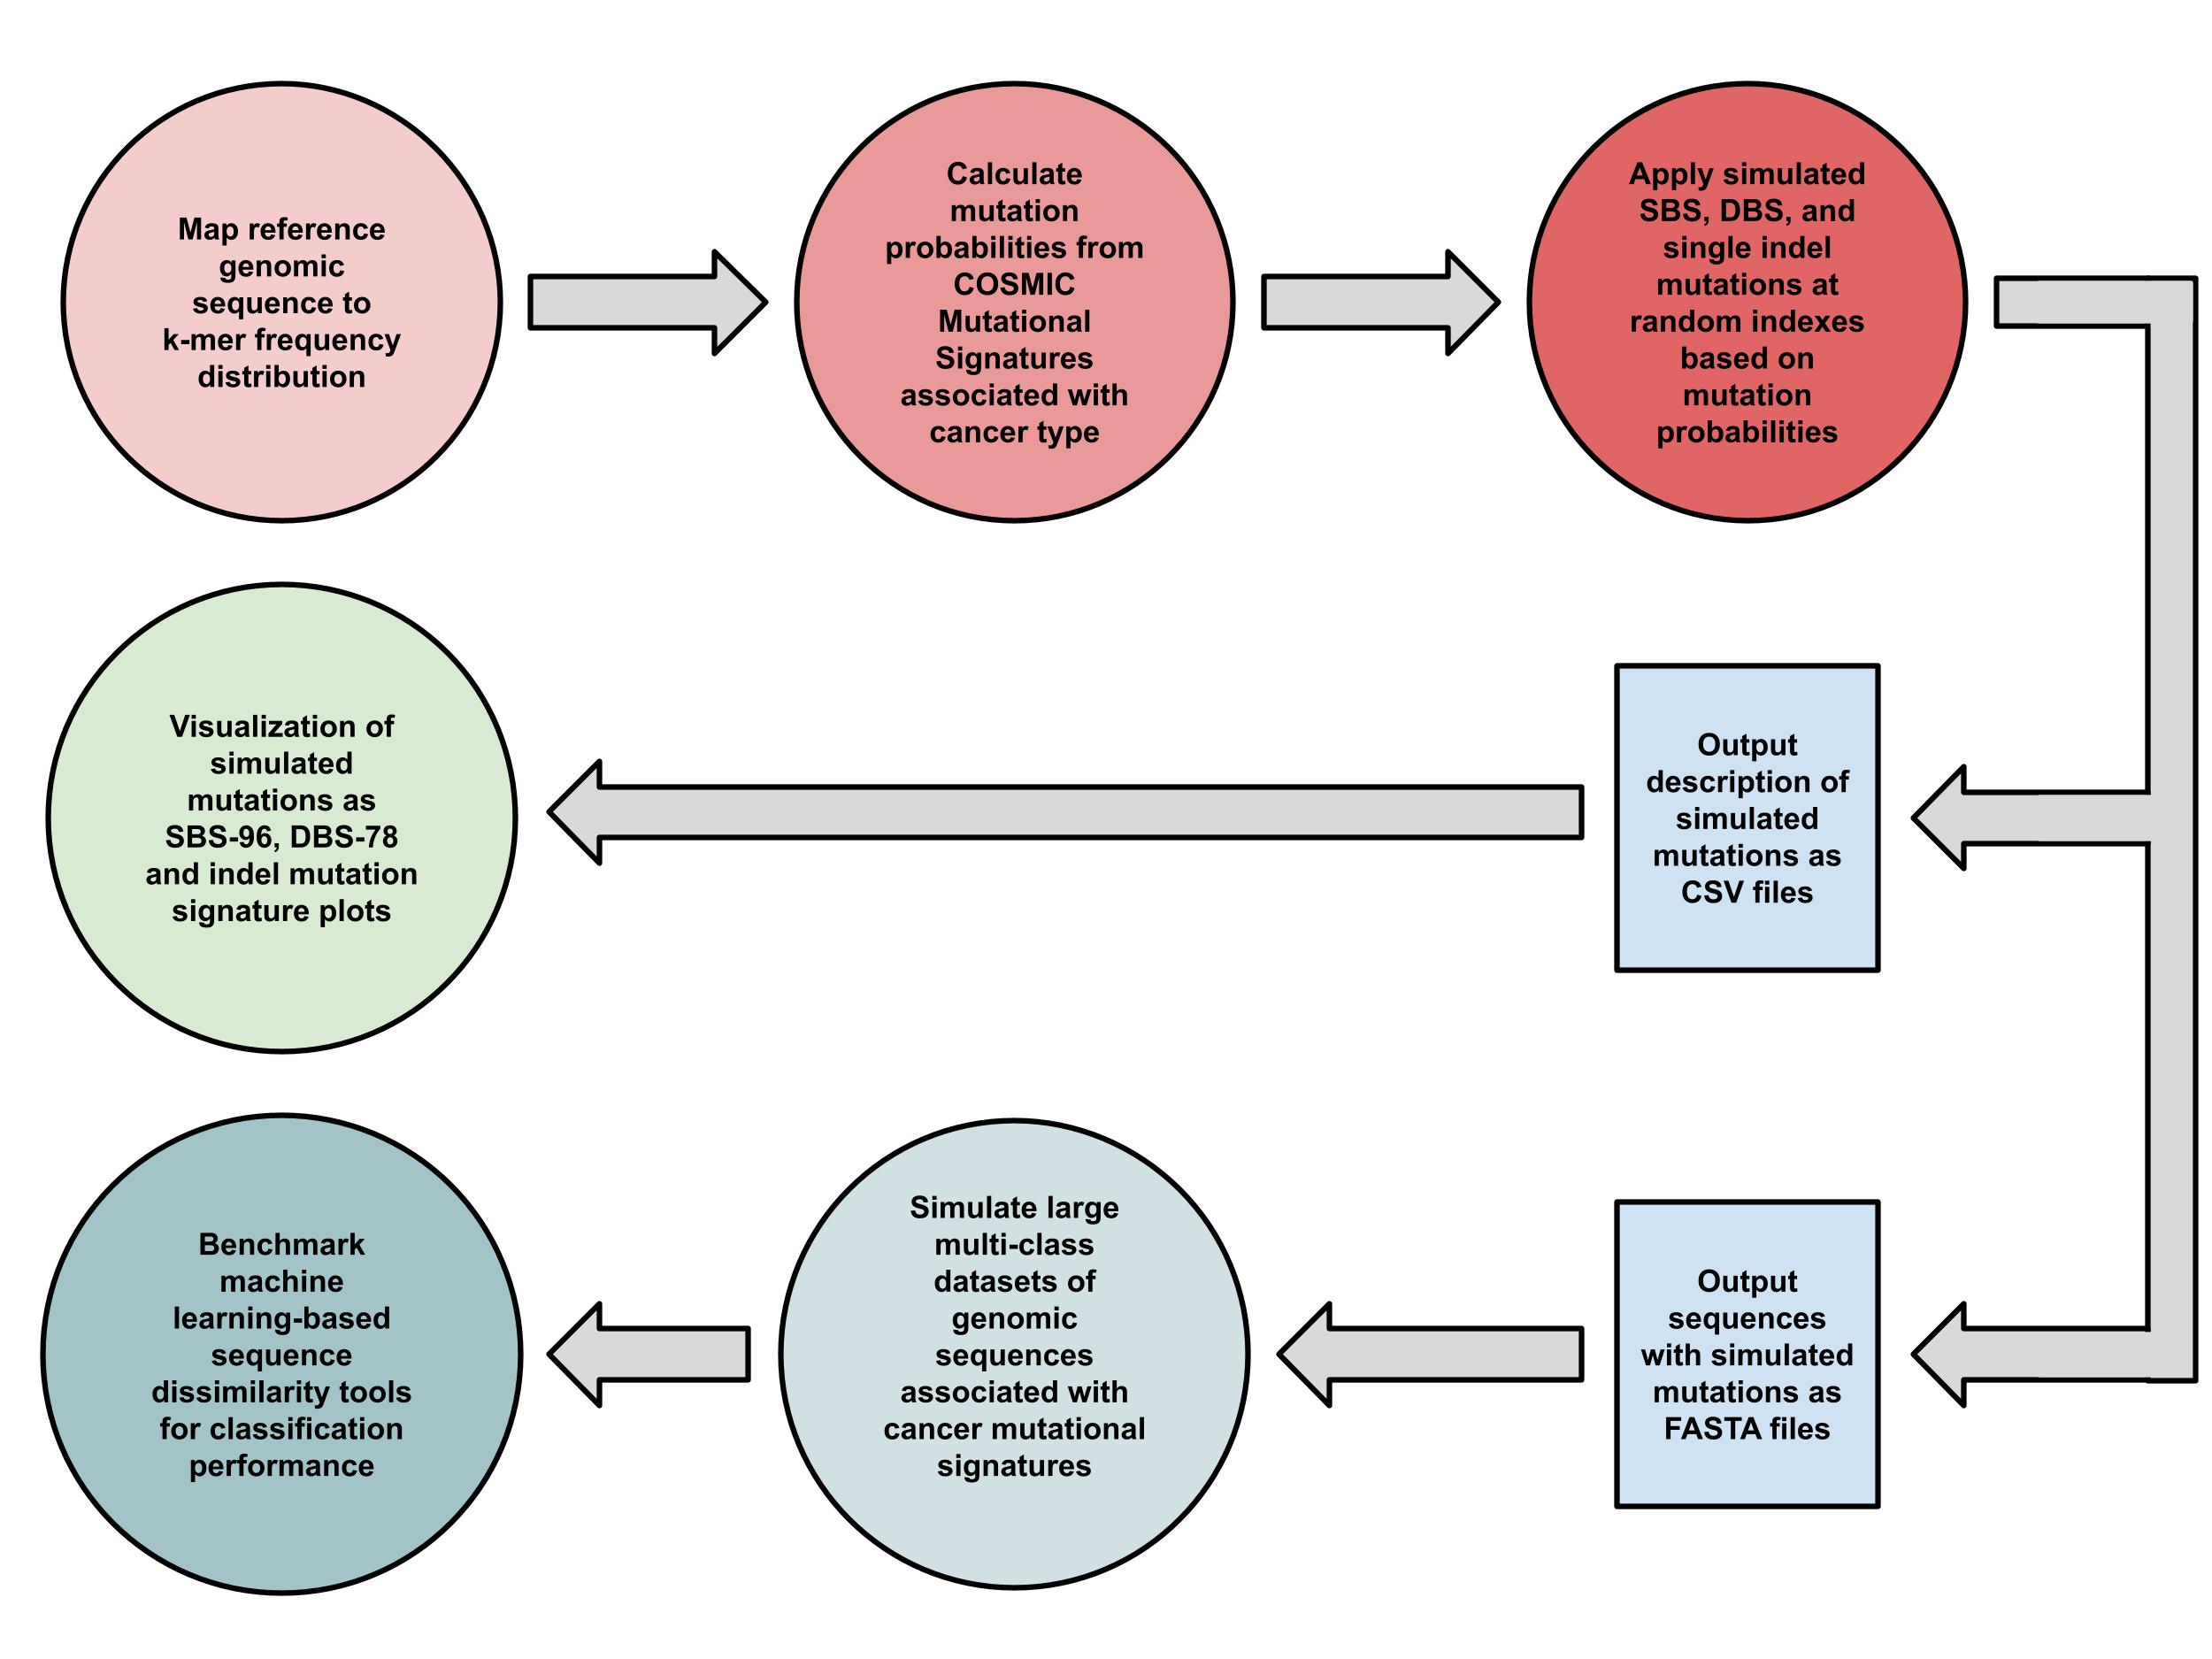 Map reference
genomic
sequence to
k-mer frequency
distribution
Calculate
mutation
probabilities from
COSMIC
Mutational
Signatures
associated with
cancer type
Apply simulated
SBS, DBS, and
single indel
mutations at
random indexes
based on
mutation
probabilities
Visualization of
simulated
mutations as
SBS-96, DBS-78
and indel mutation
signature plots
Output
description of
simulated
mutations as
CSV files
Benchmark
machine
learning-based
sequence
dissimilarity tools
for classification
performance
Simulate large
multi-class
datasets of
genomic
sequences
associated with
cancer mutational
signatures
Output
sequences
with simulated
mutations as
FASTA files